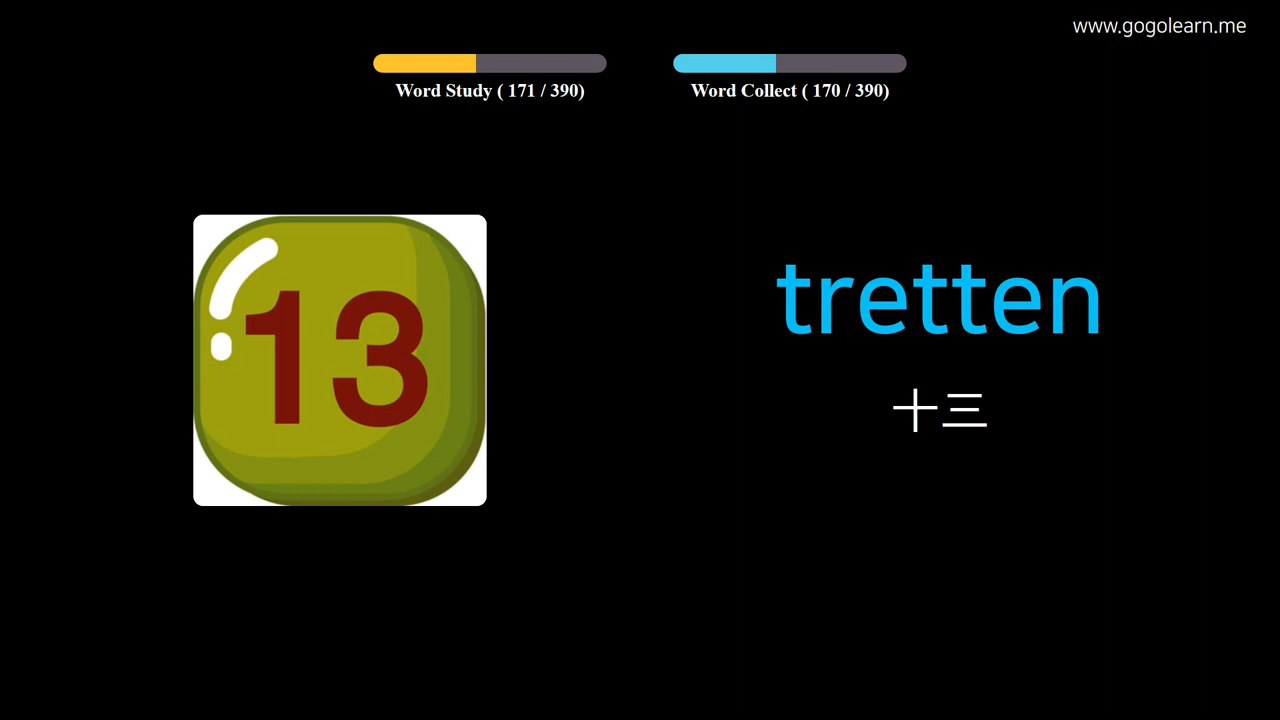 www.gogolearn.me
Word Study ( 171 / 390)
Word Collect ( 170 / 390)
13
tretten
十三